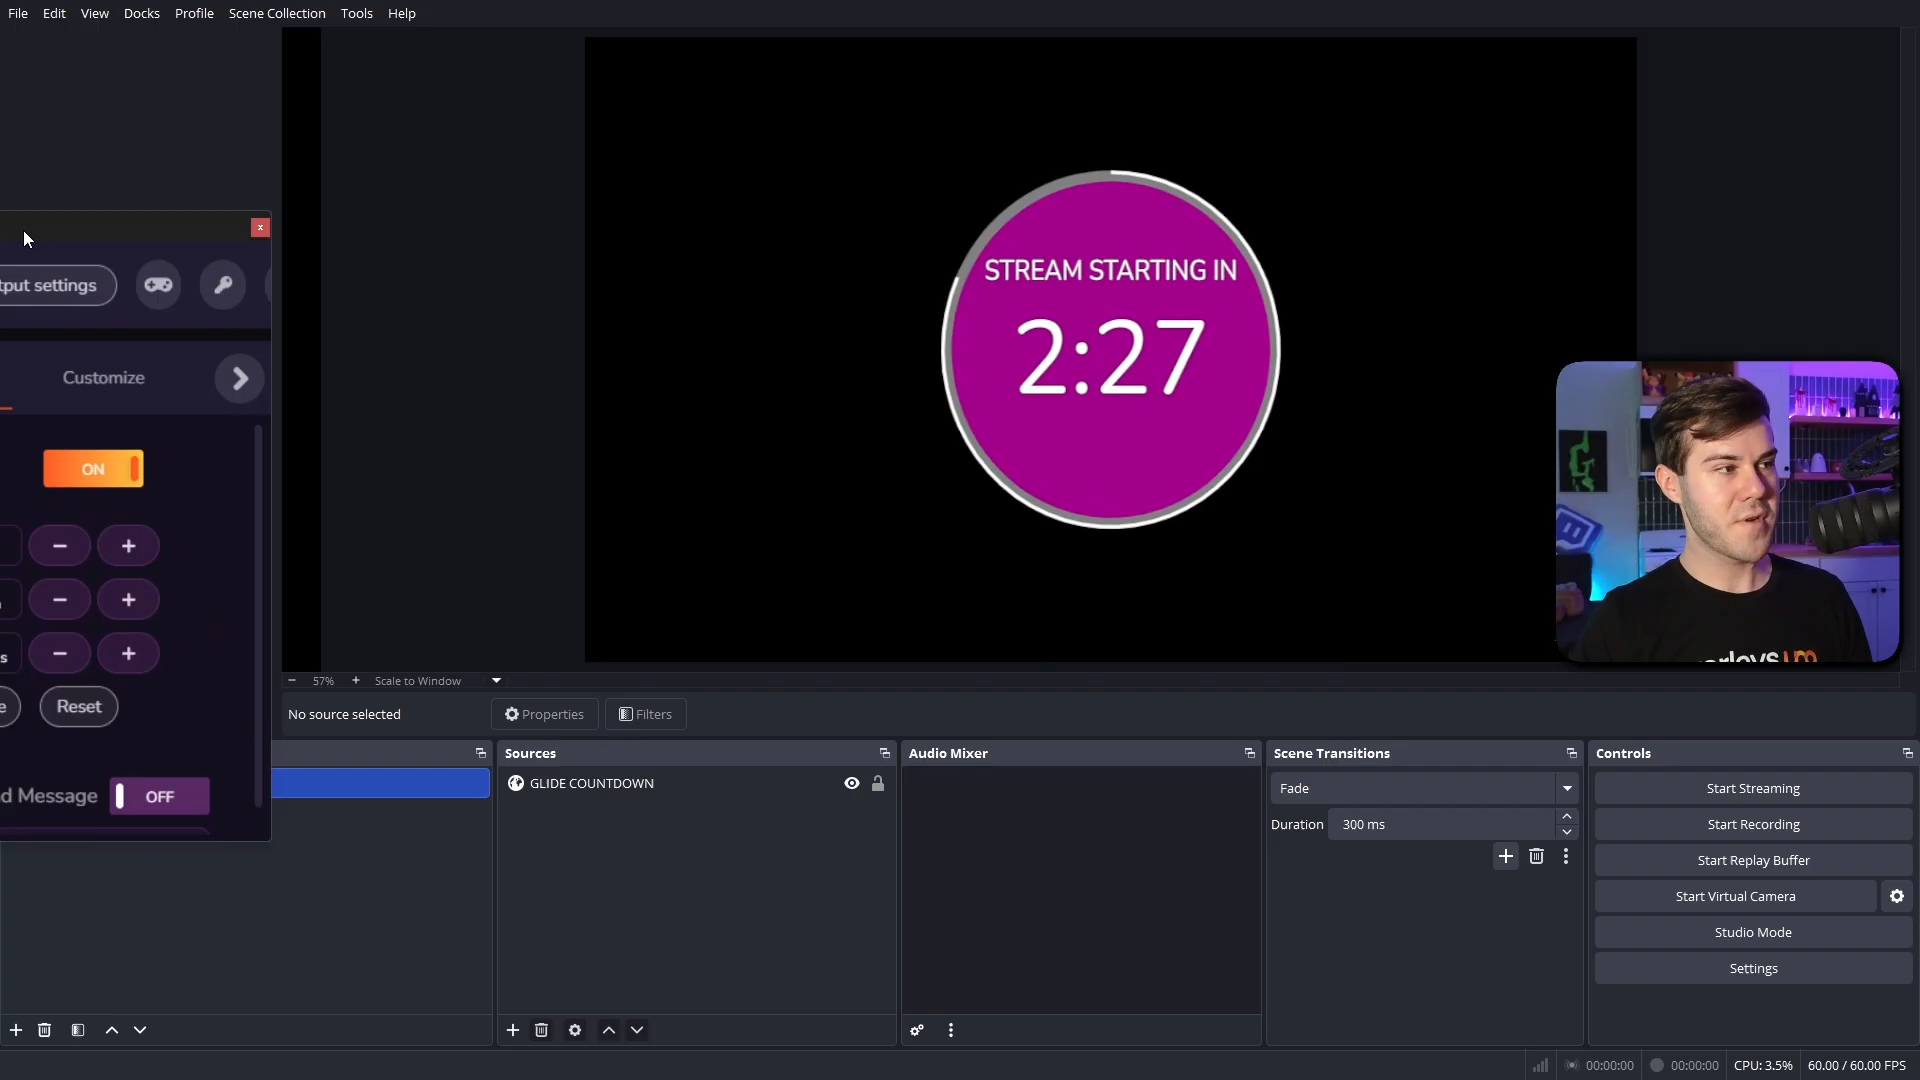 File Edit View Docks Profile Scene Collection Tools Help
x
tput settings
Customize
ON
− +
− +
s − +
e Reset
d Message OFF
STREAM STARTING IN
2:27
− 57% + Scale to Window
No source selected Properties Filters
Sources
GLIDE COUNTDOWN
Audio Mixer
Scene Transitions
Fade
Duration 300 ms
Controls
Start Streaming
Start Recording
Start Replay Buffer
Start Virtual Camera
Studio Mode
Settings
00:00:00 00:00:00 CPU: 3.5% 60.00 / 60.00 FPS